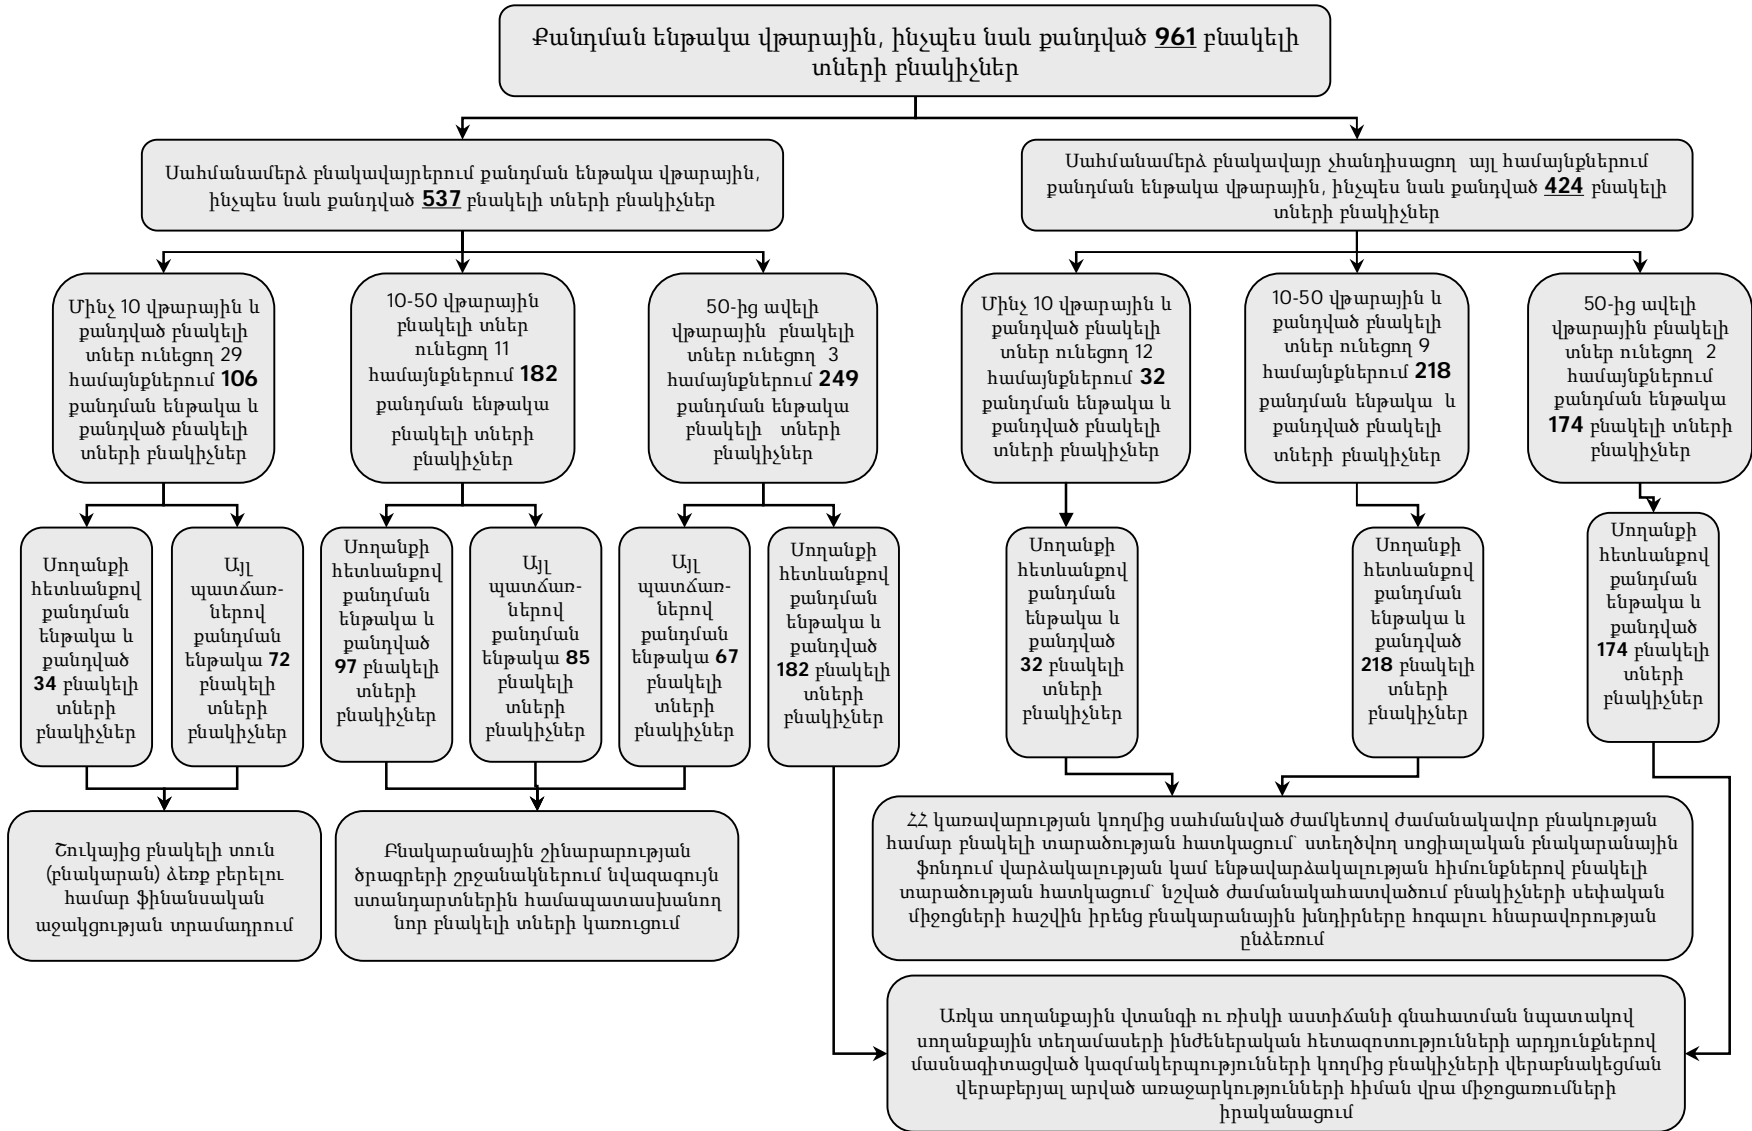 Քանդման ենթակա վթարային, ինչպես նաև քանդված 961 բնակելի
տների բնակիչներ
Սահմանամերձ բնակավայրերում քանդման ենթակա վթարային,
ինչպես նաև քանդված 537 բնակելի տների բնակիչներ
Սահմանամերձ բնակավայր չհանդիսացող այլ համայնքներում
քանդման ենթակա վթարային, ինչպես նաև քանդված 424 բնակելի
տների բնակիչներ
Մինչ 10 վթարային և
քանդված բնակելի
տներ ունեցող 29
համայնքներում 106
քանդման ենթակա և
քանդված բնակելի
տների բնակիչներ
10-50 վթարային
բնակելի տներ
ունեցող 11
համայնքներում 182
քանդման ենթակա
բնակելի տների
բնակիչներ
50-ից ավելի
վթարային բնակելի
տներ ունեցող 3
համայնքներում 249
քանդման ենթակա
բնակելի տների
բնակիչներ
Մինչ 10 վթարային և
քանդված բնակելի
տներ ունեցող 12
համայնքներում 32
քանդման ենթակա և
քանդված բնակելի
տների բնակիչներ
10-50 վթարային և
քանդված բնակելի
տներ ունեցող 9
համայնքներում 218
քանդման ենթակա և
քանդված բնակելի
տների բնակիչներ
50-ից ավելի
վթարային բնակելի
տներ ունեցող 2
համայնքներում
քանդման ենթակա
174 բնակելի տների
բնակիչներ
Սողանքի
հետևանքով
քանդման
ենթակա և
քանդված
34 բնակելի
տների
բնակիչներ
Այլ
պատճառ-
ներով
քանդման
ենթակա 72
բնակելի
տների
բնակիչներ
Սողանքի
հետևանքով
քանդման
ենթակա և
քանդված
97 բնակելի
տների
բնակիչներ
Այլ
պատճառ-
ներով
քանդման
ենթակա 85
բնակելի
տների
բնակիչներ
Այլ
պատճառ-
ներով
քանդման
ենթակա 67
բնակելի
տների
բնակիչներ
Սողանքի
հետևանքով
քանդման
ենթակա և
քանդված
182 բնակելի
տների
բնակիչներ
Սողանքի
հետևանքով
քանդման
ենթակա և
քանդված
32 բնակելի
տների
բնակիչներ
Սողանքի
հետևանքով
քանդման
ենթակա և
քանդված
218 բնակելի
տների
բնակիչներ
Սողանքի
հետևանքով
քանդման
ենթակա և
քանդված
174 բնակելի
տների
բնակիչներ
Շուկայից բնակելի տուն
(բնակարան) ձեռք բերելու
համար ֆինանսական
աջակցության տրամադրում
Բնակարանային շինարարության
ծրագրերի շրջանակներում նվազագույն
ստանդարտներին համապատասխանող
նոր բնակելի տների կառուցում
ՀՀ կառավարության կողմից սահմանված ժամկետով ժամանակավոր բնակության
համար բնակելի տարածության հատկացում՝ ստեղծվող սոցիալական բնակարանային
ֆոնդում վարձակալության կամ ենթավարձակալության հիմունքներով բնակելի
տարածության հատկացում՝ նշված ժամանակահատվածում բնակիչների սեփական
միջոցների հաշվին իրենց բնակարանային խնդիրները հոգալու հնարավորության
ընձեռում
Առկա սողանքային վտանգի ու ռիսկի աստիճանի գնահատման նպատակով
սողանքային տեղամասերի ինժեներական հետազոտությունների արդյունքներով
մասնագիտացված կազմակերպությունների կողմից բնակիչների վերաբնակեցման
վերաբերյալ արված առաջարկությունների հիման վրա միջոցառումների
իրականացում